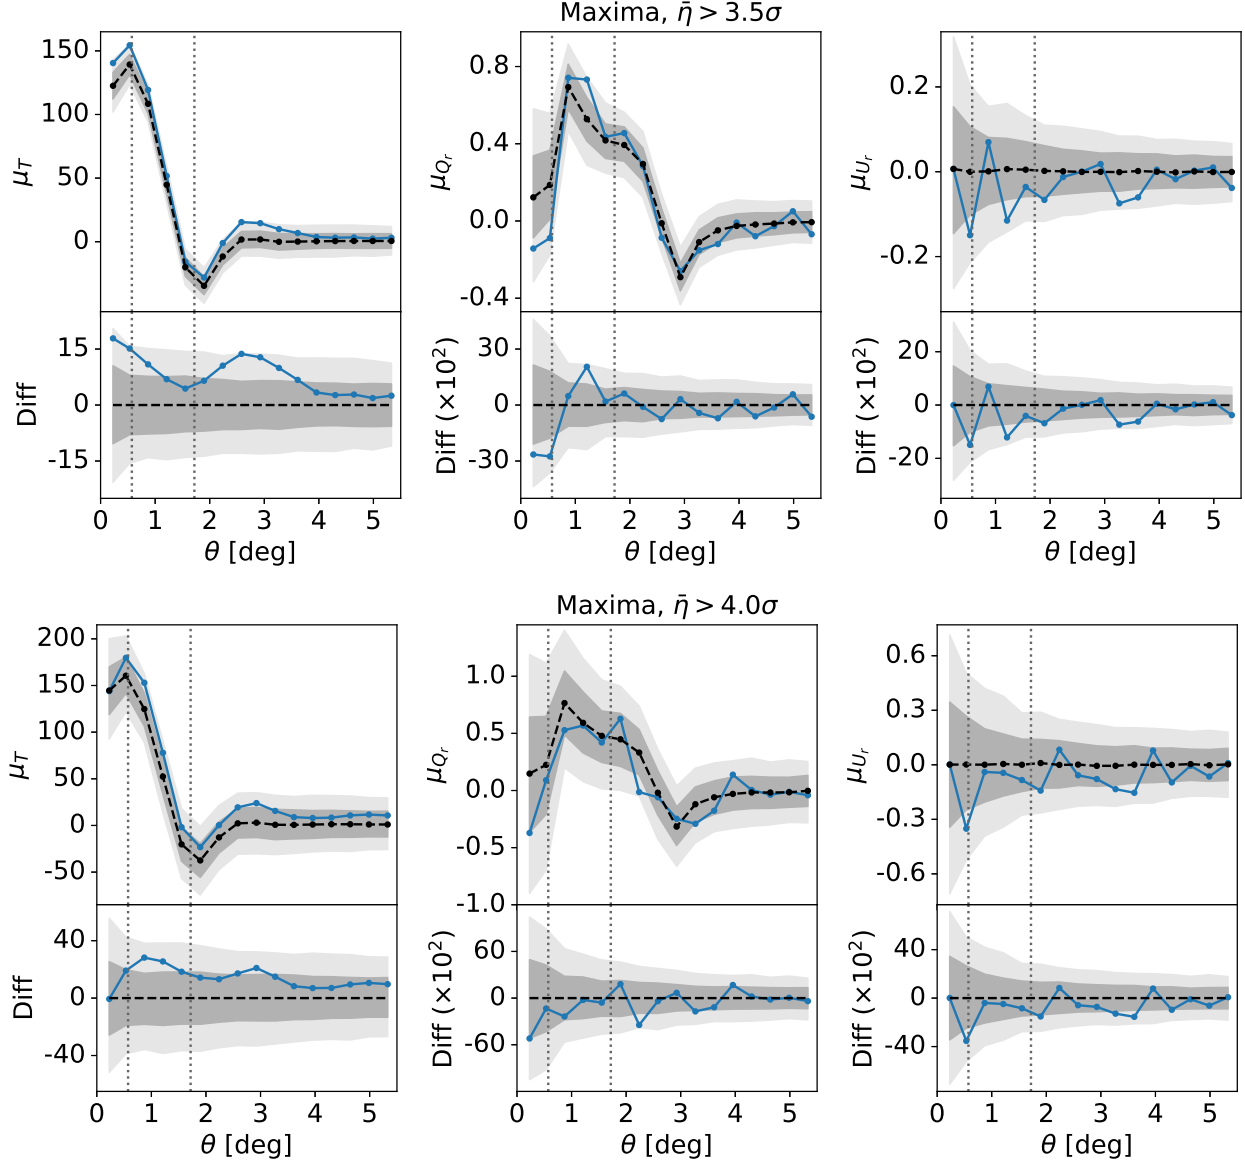 Maxima, η̄ > 3.5σ
150
100
50
0
μ_T
0.8
0.4
0.0
-0.4
μ_{Q_r}
0.2
0.0
-0.2
μ_{U_r}
15
0
-15
Diff
30
0
-30
Diff (×10²)
20
0
-20
Diff (×10²)
0 1 2 3 4 5
0 1 2 3 4 5
0 1 2 3 4 5
θ [deg]
θ [deg]
θ [deg]
Maxima, η̄ > 4.0σ
200
150
100
50
0
-50
μ_T
1.0
0.5
0.0
-0.5
-1.0
μ_{Q_r}
0.6
0.3
0.0
-0.3
-0.6
μ_{U_r}
40
0
-40
Diff
60
0
-60
Diff (×10²)
40
0
-40
Diff (×10²)
0 1 2 3 4 5
0 1 2 3 4 5
0 1 2 3 4 5
θ [deg]
θ [deg]
θ [deg]